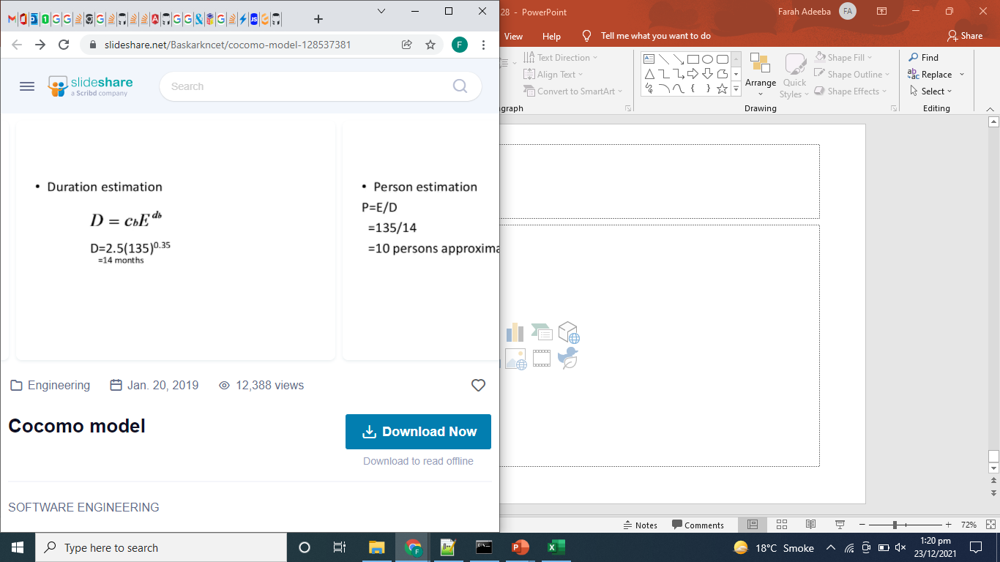 28 - PowerPoint
Farah Adeeba
FA
slideshare.net/Baskarkncet/cocomo-model-128537381
F
View
Help
Tell me what you want to do
Share
Text Direction
Align Text
Convert to SmartArt
Arrange
Quick
Styles
Shape Fill
Shape Outline
Shape Effects
Find
Replace
Select
Drawing
Editing
slideshare
a Scribd company
Search
• Duration estimation
D = cbE db
D=2.5(135)0.35
=14 months
• Person estimation
P=E/D
=135/14
=10 persons
Engineering
Jan. 20, 2019
12,388 views
Cocomo model
Download Now
Download to read offline
SOFTWARE ENGINEERING
Notes
Comments
72%
Type here to search
18°C Smoke
1:20 pm
23/12/2021